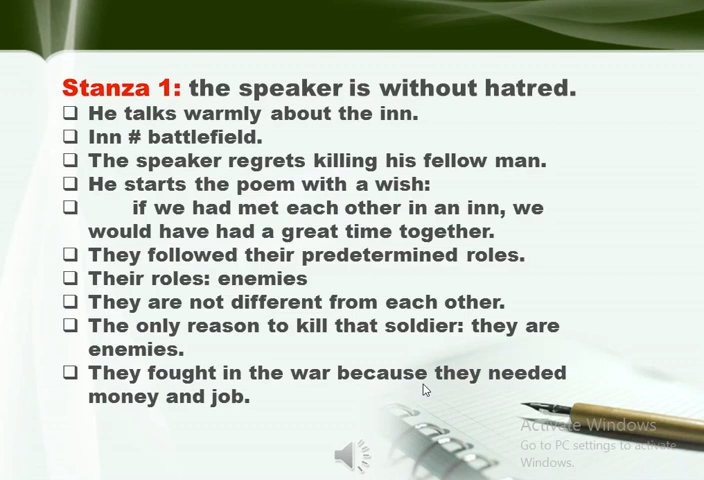 Stanza 1: the speaker is without hatred.
❑ He talks warmly about the inn.
❑ Inn # battlefield.
❑ The speaker regrets killing his fellow man.
❑ He starts the poem with a wish:
❑ if we had met each other in an inn, we
would have had a great time together.
❑ They followed their predetermined roles.
❑ Their roles: enemies
❑ They are not different from each other.
❑ The only reason to kill that soldier: they are
enemies.
❑ They fought in the war because they needed
money and job.
Activate Windows
Go to PC settings to activate
Windows.